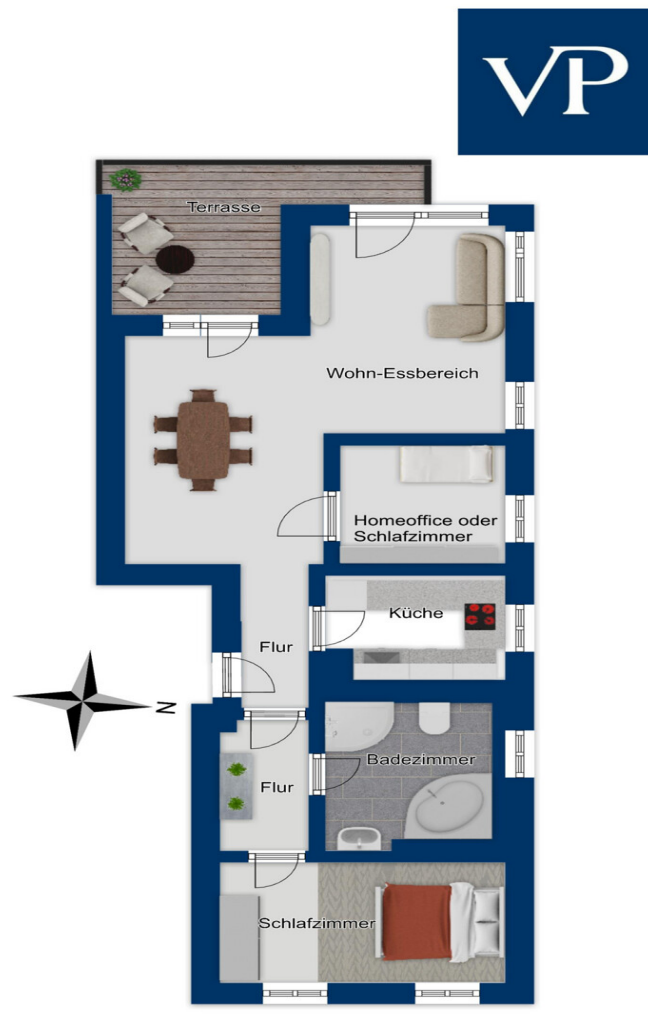 VP
Terrasse
Wohn-Essbereich
Homeoffice oder
Schlafzimmer
Küche
Flur
N
Badezimmer
Flur
Schlafzimmer